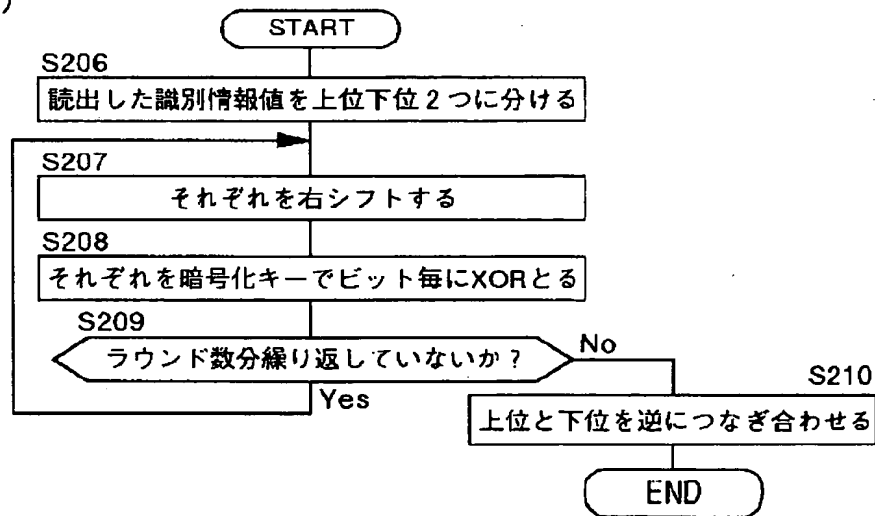 )
START
S206
読出した識別情報値を上位下位2つに分ける
S207
それぞれを右シフトする
S208
それぞれを暗号化キーでビット毎にXORとる
S209
ラウンド数分繰り返していないか?
No
Yes
S210
上位と下位を逆につなぎ合わせる
END